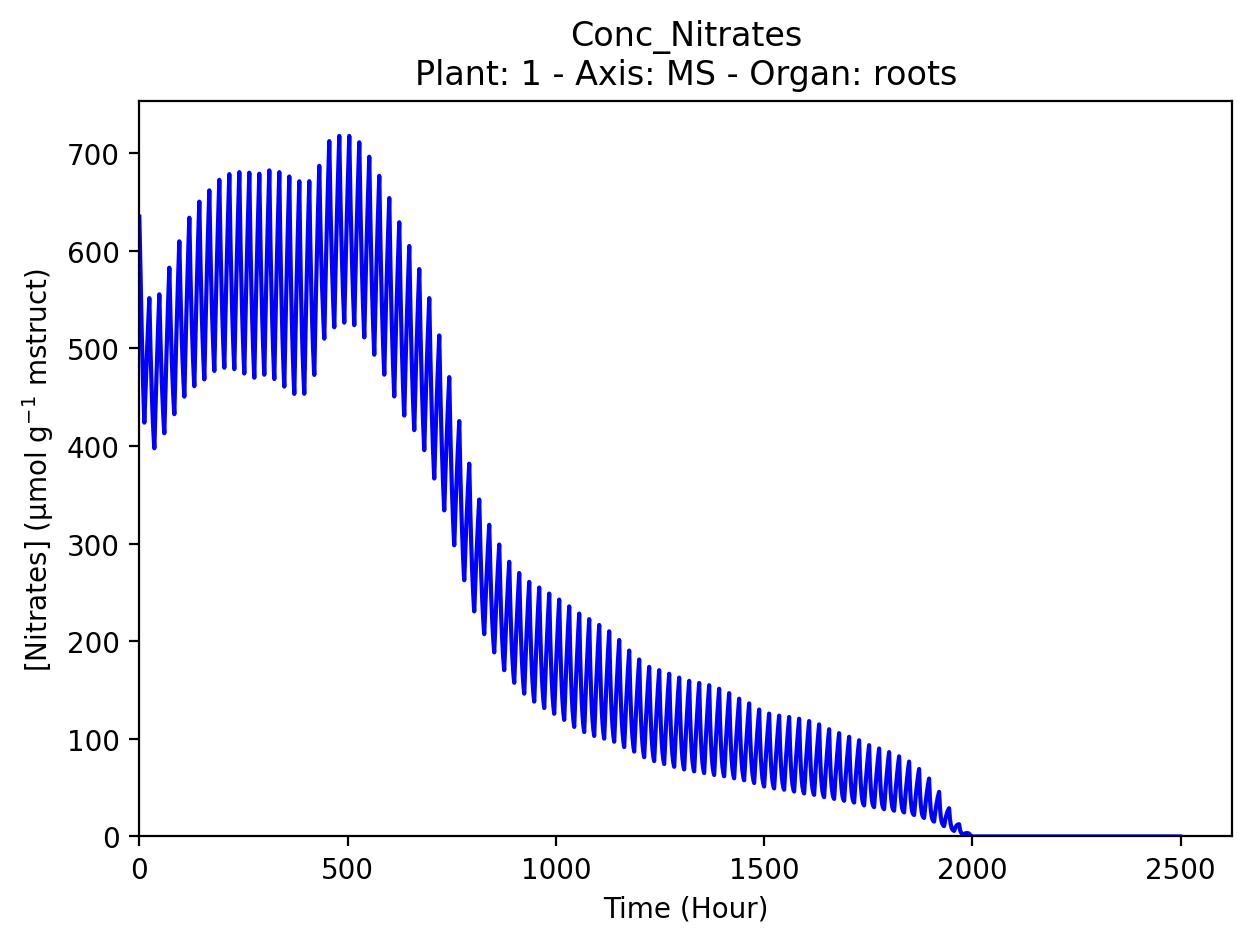 Conc_Nitrates
Plant: 1 - Axis: MS - Organ: roots
[Nitrates] (µmol g⁻¹ mstruct)
700
600
500
400
300
200
100
0
0 500 1000 1500 2000 2500
Time (Hour)